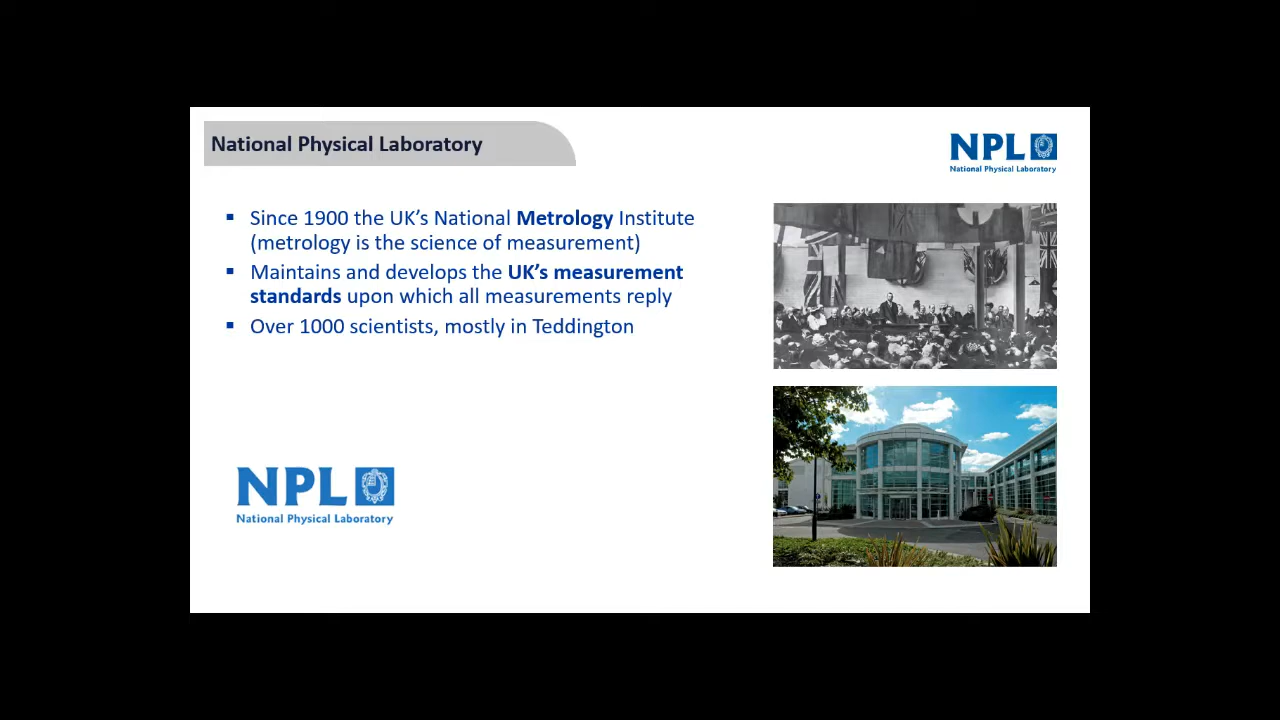 National Physical Laboratory
NPL
National Physical Laboratory
▪ Since 1900 the UK’s National Metrology Institute
(metrology is the science of measurement)
▪ Maintains and develops the UK’s measurement
standards upon which all measurements reply
▪ Over 1000 scientists, mostly in Teddington
NPL
National Physical Laboratory